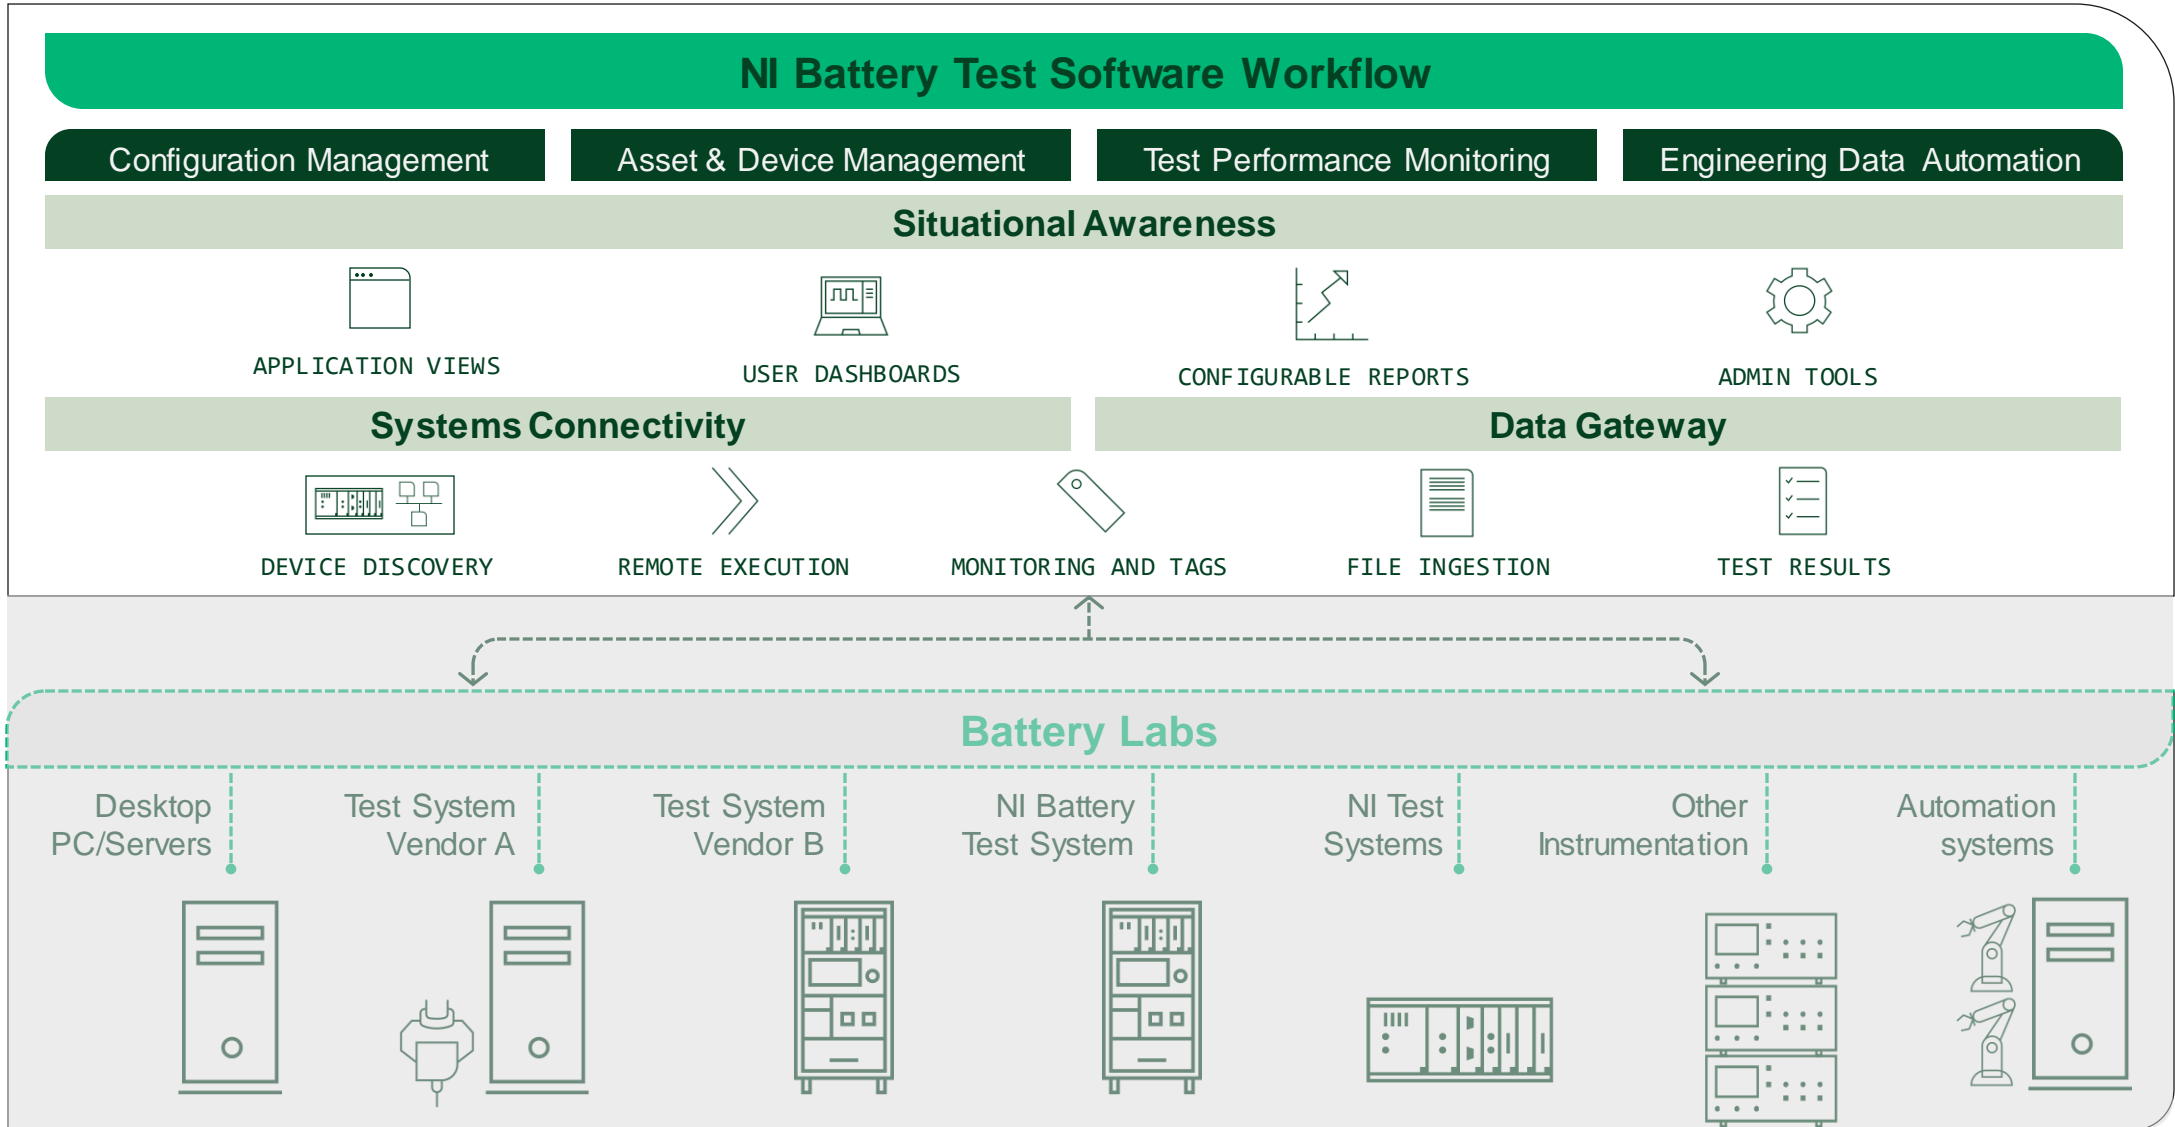 NI Battery Test Software Workflow
Configuration Management
Asset & Device Management
Test Performance Monitoring
Engineering Data Automation
Situational Awareness
APPLICATION VIEWS
USER DASHBOARDS
CONFIGURABLE REPORTS
ADMIN TOOLS
Systems Connectivity
Data Gateway
DEVICE DISCOVERY
REMOTE EXECUTION
MONITORING AND TAGS
FILE INGESTION
TEST RESULTS
Battery Labs
Desktop
PC/Servers
Test System
Vendor A
Test System
Vendor B
NI Battery
Test System
NI Test
Systems
Other
Instrumentation
Automation
systems